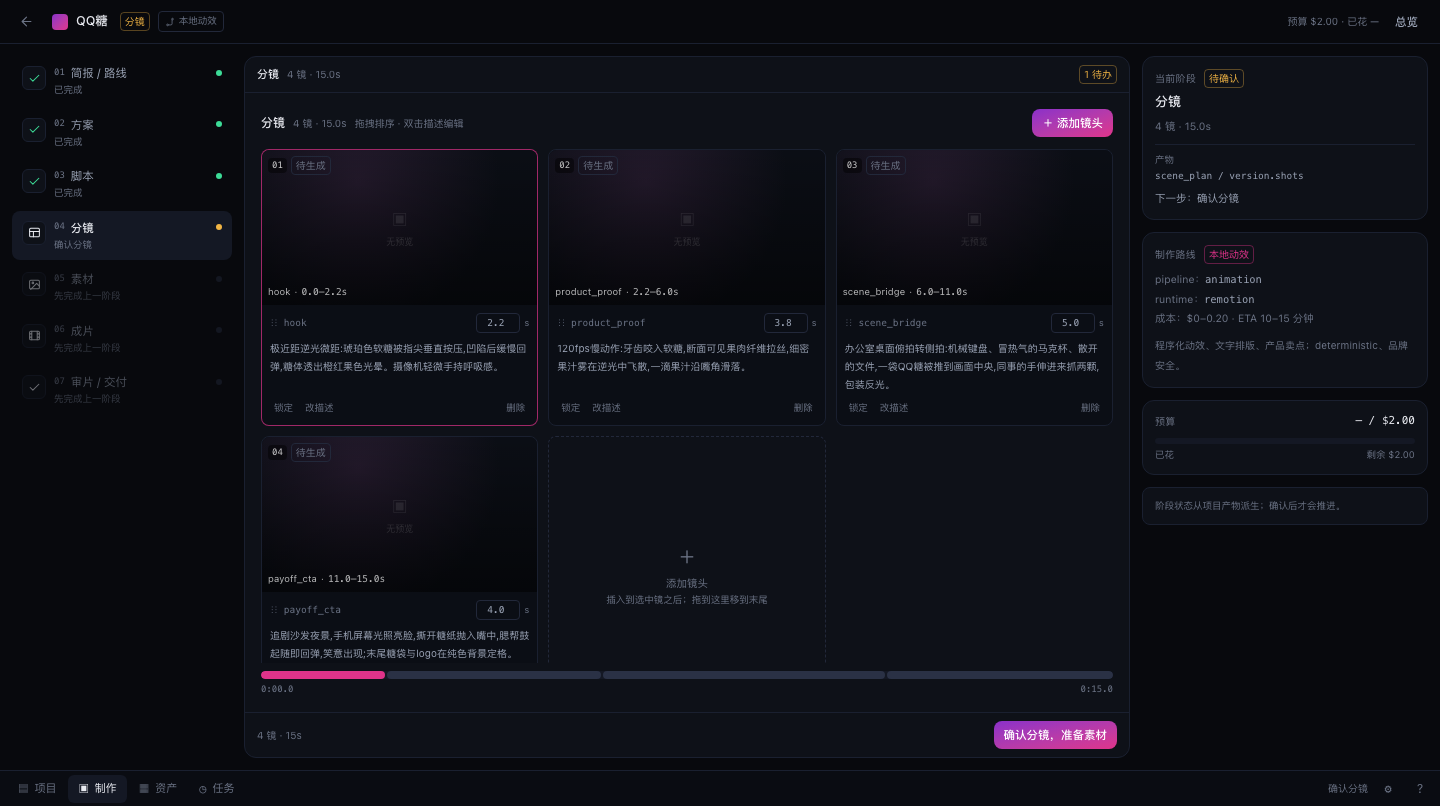 QQ糖 分镜 本地动效 预算 $2.00 · 已花 — 总览
01 简报 / 路线
已完成
02 方案
已完成
03 脚本
已完成
04 分镜
确认分镜
05 素材
先完成上一阶段
06 成片
先完成上一阶段
07 审片 / 交付
先完成上一阶段
分镜 4 镜 · 15.0s 1 待办
分镜 4 镜 · 15.0s 拖拽排序 · 双击描述编辑 + 添加镜头
01 待生成
无预览
hook · 0.0–2.2s
hook 2.2 s
极近距逆光微距:琥珀色软糖被指尖垂直按压,凹陷后缓慢回
弹,糖体透出橙红果色光晕。摄像机轻微手持呼吸感。
锁定 改描述 删除
02 待生成
无预览
product_proof · 2.2–6.0s
product_proof 3.8 s
120fps慢动作:牙齿咬入软糖,断面可见果肉纤维拉丝,细密
果汁雾在逆光中飞散,一滴果汁沿嘴角滑落。
锁定 改描述 删除
03 待生成
无预览
scene_bridge · 6.0–11.0s
scene_bridge 5.0 s
办公室桌面俯拍转侧拍:机械键盘、冒热气的马克杯、散开
的文件,一袋QQ糖被推到画面中央,同事的手伸进来抓两颗,
包装反光。
锁定 改描述 删除
04 待生成
无预览
payoff_cta · 11.0–15.0s
payoff_cta 4.0 s
追剧沙发夜景,手机屏幕光照亮脸,撕开糖纸抛入嘴中,腮帮鼓
起随即回弹,笑意出现;末尾糖袋与logo在纯色背景定格。
+
添加镜头
插入到选中镜之后；拖到这里移到末尾
0:00.0 0:15.0
4 镜 · 15s 确认分镜，准备素材
当前阶段 待确认
分镜
4 镜 · 15.0s
产物
scene_plan / version.shots
下一步：确认分镜
制作路线 本地动效
pipeline：animation
runtime：remotion
成本：$0–0.20 · ETA 10–15 分钟
程序化动效、文字排版、产品卖点：deterministic、品牌
安全。
预算 — / $2.00
已花 剩余 $2.00
阶段状态从项目产物派生；确认后才会推进。
项目 制作 资产 任务 确认分镜 ?